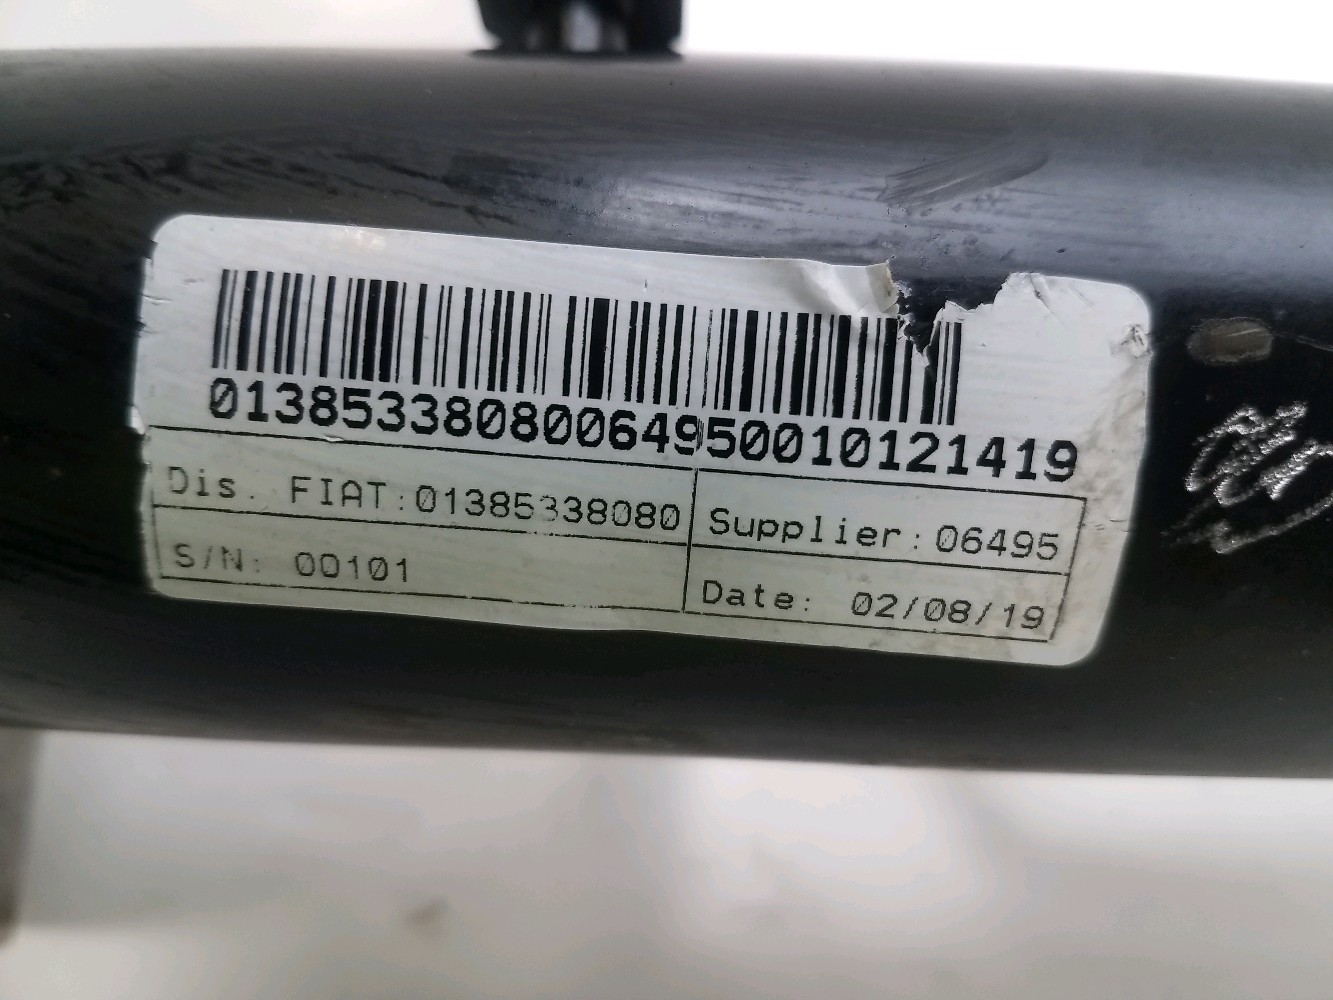 01385338080064950010121419
Dis. FIAT:01385338080
Supplier: 06495
S/N: 00101
Date: 02/08/19